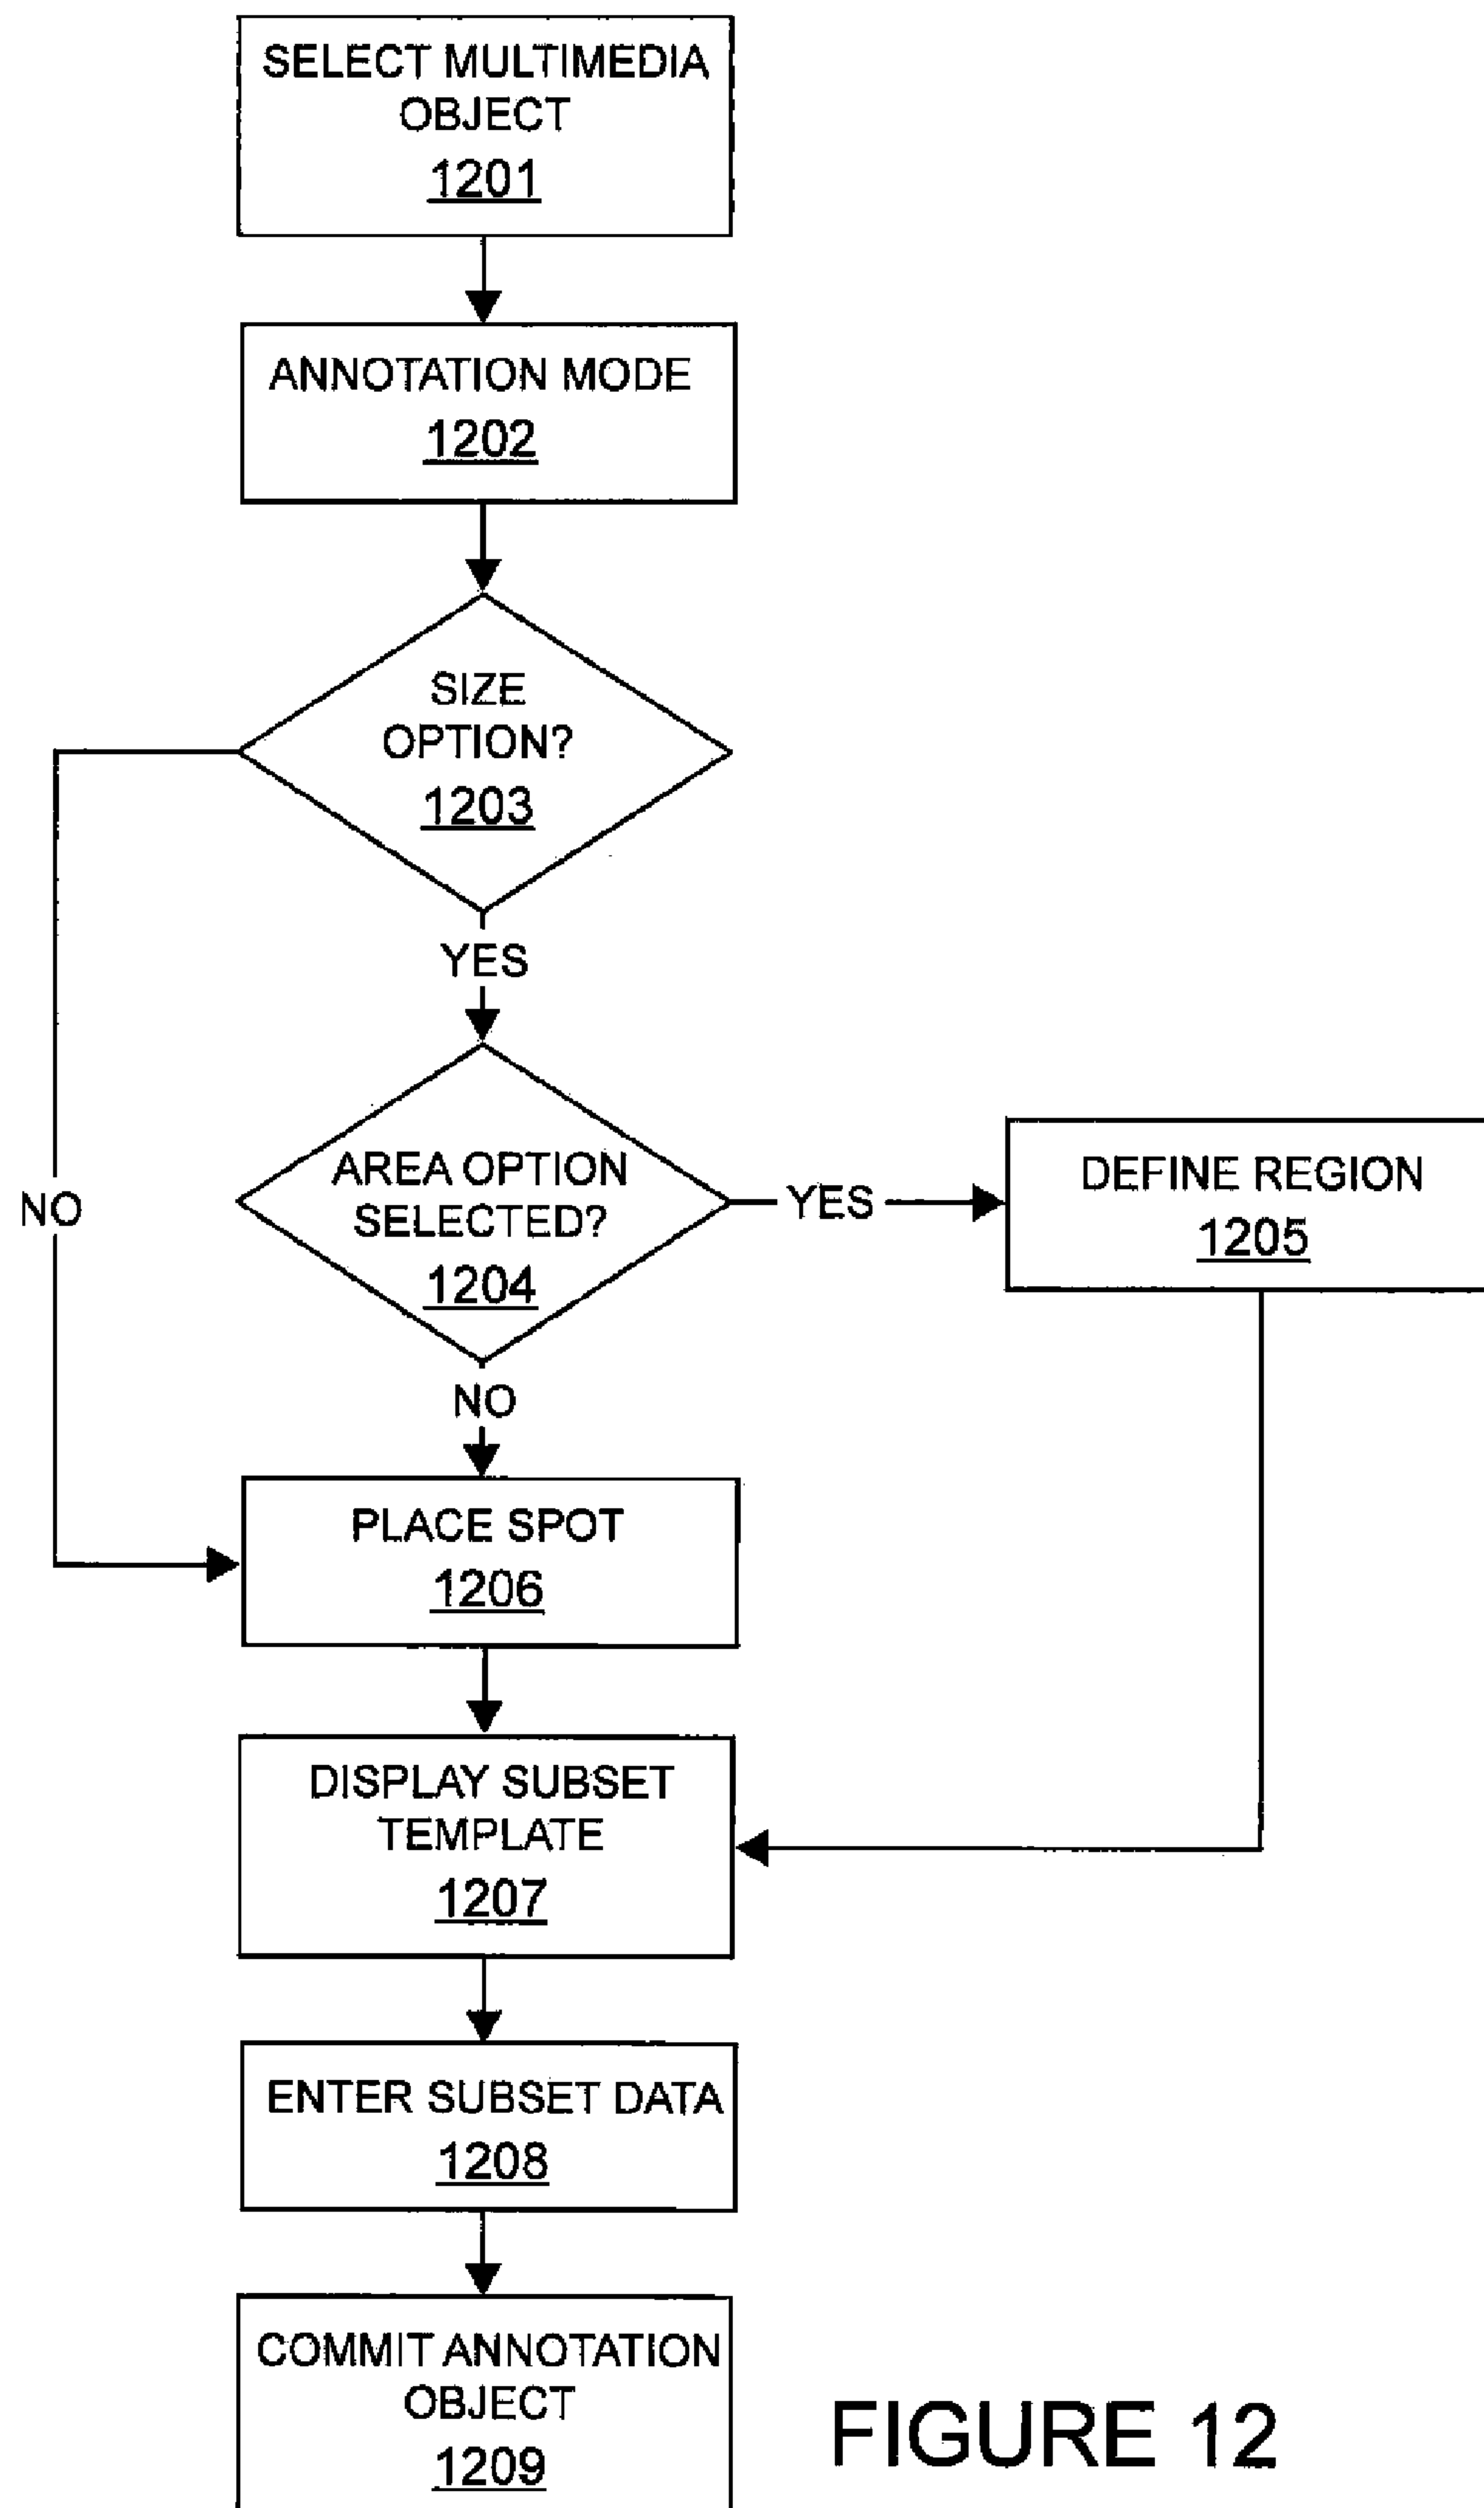 SELECT MULTIMEDIA
OBJECT
1201
ANNOTATION MODE
1202
SIZE
OPTION?
1203
YES
AREA OPTION
SELECTED?
1204
YES
DEFINE REGION
1205
NO
NO
PLACE SPOT
1206
DISPLAY SUBSET
TEMPLATE
1207
ENTER SUBSET DATA
1208
COMMIT ANNOTATION
OBJECT
1209
FIGURE 12